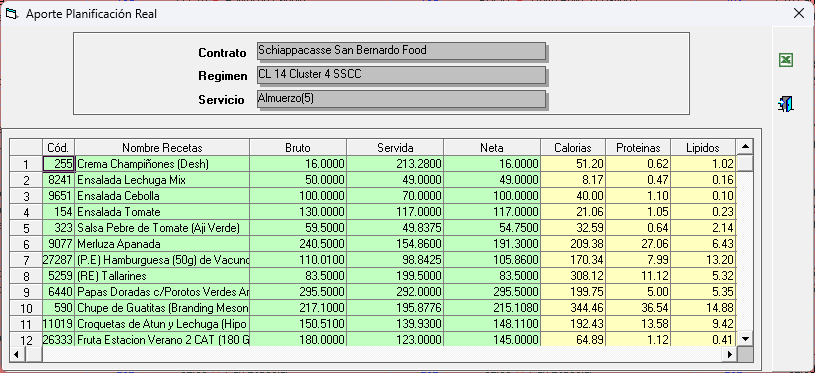 Aporte Planificación Real
Contrato Schiappacasse San Bernardo Food
Regimen CL 14 Cluster 4 SSCC
Servicio Almuerzo(5)
Cód. Nombre Recetas Bruto Servida Neta Calorias Proteinas Lipidos
1 255 Crema Champiñones (Desh) 16.0000 213.2800 16.0000 51.20 0.62 1.02
2 8241 Ensalada Lechuga Mix 50.0000 49.0000 49.0000 8.17 0.47 0.16
3 9651 Ensalada Cebolla 100.0000 70.0000 100.0000 40.00 1.10 0.10
4 154 Ensalada Tomate 130.0000 117.0000 117.0000 21.06 1.05 0.23
5 323 Salsa Pebre de Tomate (Aji Verde) 59.5000 49.8375 54.7500 32.59 0.64 2.14
6 9077 Merluza Apanada 240.5000 154.8600 191.3000 209.38 27.06 6.43
7 27287 (P.E) Hamburguesa (50g) de Vacuno 110.0100 98.8425 105.8600 170.34 7.99 13.20
8 5259 (RE) Tallarines 83.5000 199.5000 83.5000 308.12 11.12 5.32
9 6440 Papas Doradas c/Porotos Verdes Ar 295.5000 292.0000 295.5000 199.75 5.00 5.35
10 590 Chupe de Guatitas (Branding Meson 217.1000 195.8776 215.1080 344.46 36.54 14.88
11 11019 Croquetas de Atun y Lechuga (Hipo 150.5100 139.9300 148.1100 192.43 13.58 9.42
12 26333 Fruta Estacion Verano 2 CAT (180 G 180.0000 123.0000 145.0000 64.89 1.12 0.41